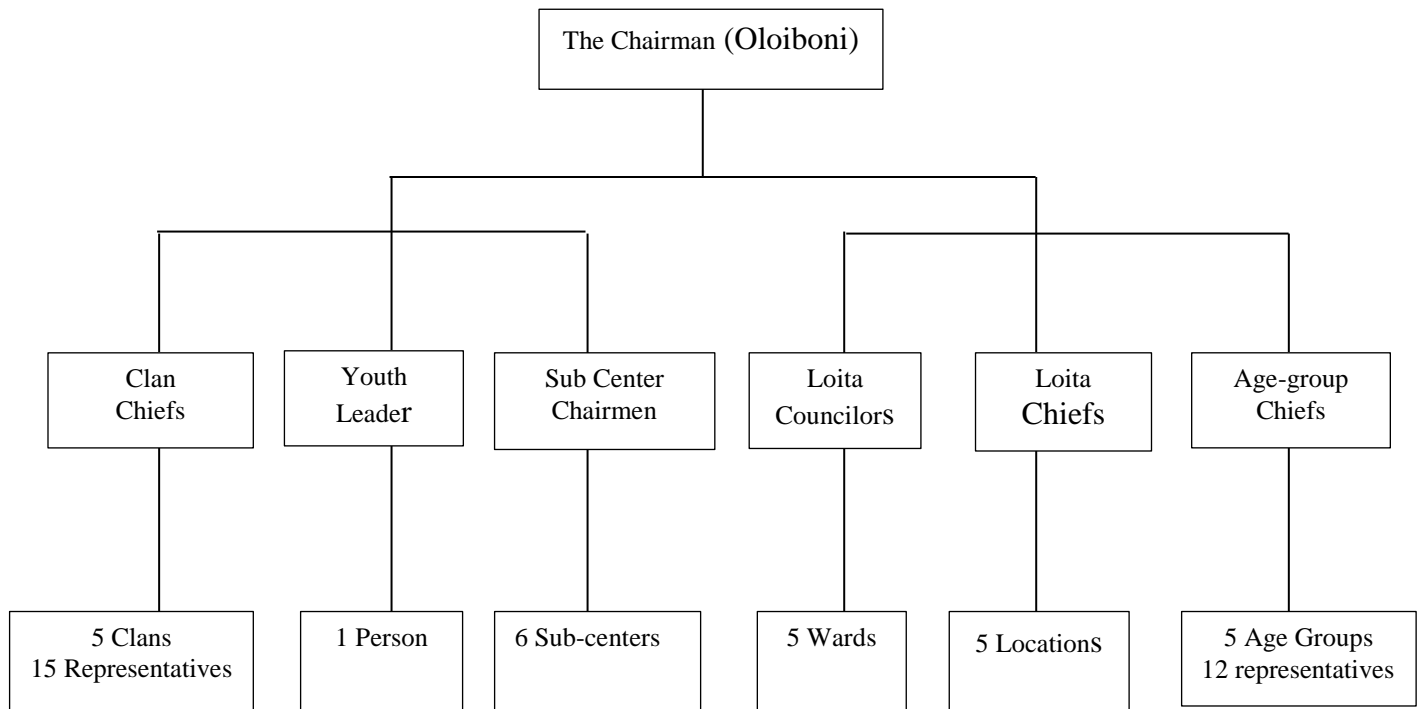 The Chairman (Oloiboni)
Clan
Chiefs
Youth
Leader
Sub Center
Chairmen
Loita
Councilors
Loita
Chiefs
Age-group
Chiefs
5 Clans
15 Representatives
1 Person
6 Sub-centers
5 Wards
5 Locations
5 Age Groups
12 representatives